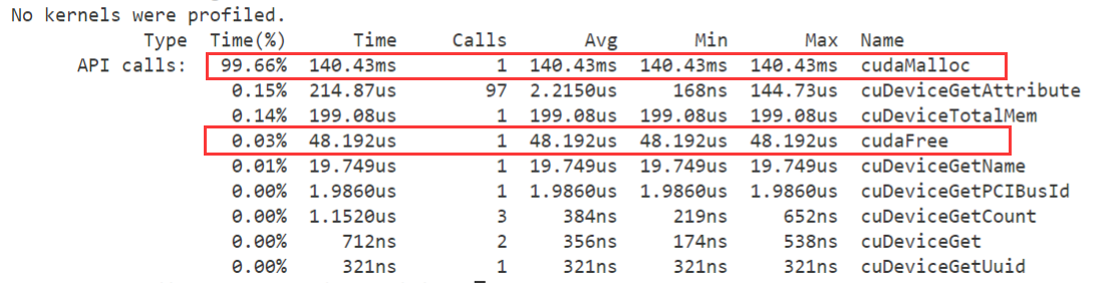 No kernels were profiled.
Type Time(%) Time Calls Avg Min Max Name
API calls: 99.66% 140.43ms 1 140.43ms 140.43ms 140.43ms cudaMalloc
0.15% 214.87us 97 2.2150us 168ns 144.73us cuDeviceGetAttribute
0.14% 199.08us 1 199.08us 199.08us 199.08us cuDeviceTotalMem
0.03% 48.192us 1 48.192us 48.192us 48.192us cudaFree
0.01% 19.749us 1 19.749us 19.749us 19.749us cuDeviceGetName
0.00% 1.9860us 1 1.9860us 1.9860us 1.9860us cuDeviceGetPCIBusId
0.00% 1.1520us 3 384ns 219ns 652ns cuDeviceGetCount
0.00% 712ns 2 356ns 174ns 538ns cuDeviceGet
0.00% 321ns 1 321ns 321ns 321ns cuDeviceGetUuid